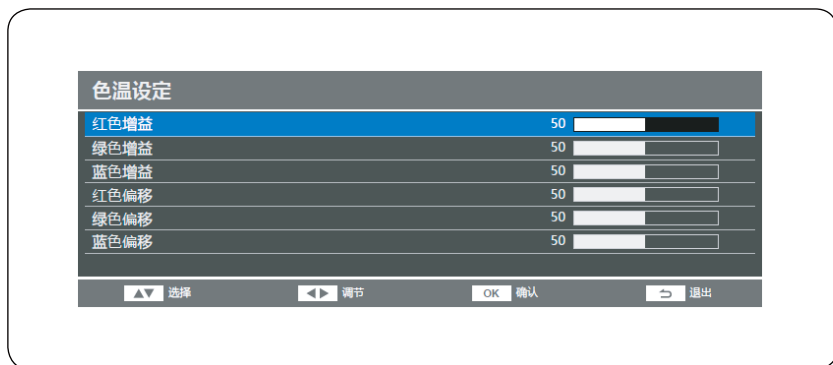 色温设定
红色增益 50
绿色增益 50
蓝色增益 50
红色偏移 50
绿色偏移 50
蓝色偏移 50
▲▼ 选择 ◀▶ 调节 OK 确认 ⮌ 退出